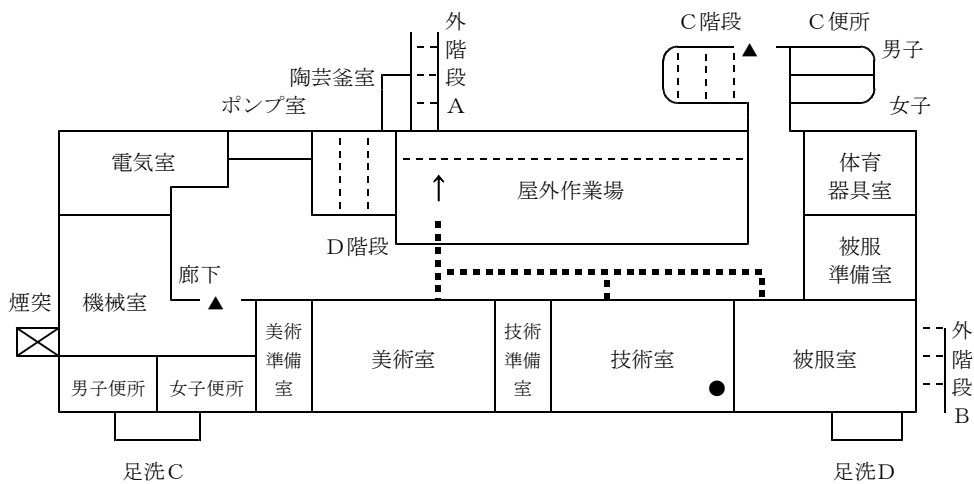 外階段A
C階段
C便所
男子
女子
陶芸釜室
ポンプ室
電気室
体育
器具室
屋外作業場
D階段
被服
準備室
廊下
煙突
機械室
美術
準備
室
美術室
技術
準備
室
技術室
被服室
外階段B
男子便所
女子便所
足洗C
足洗D